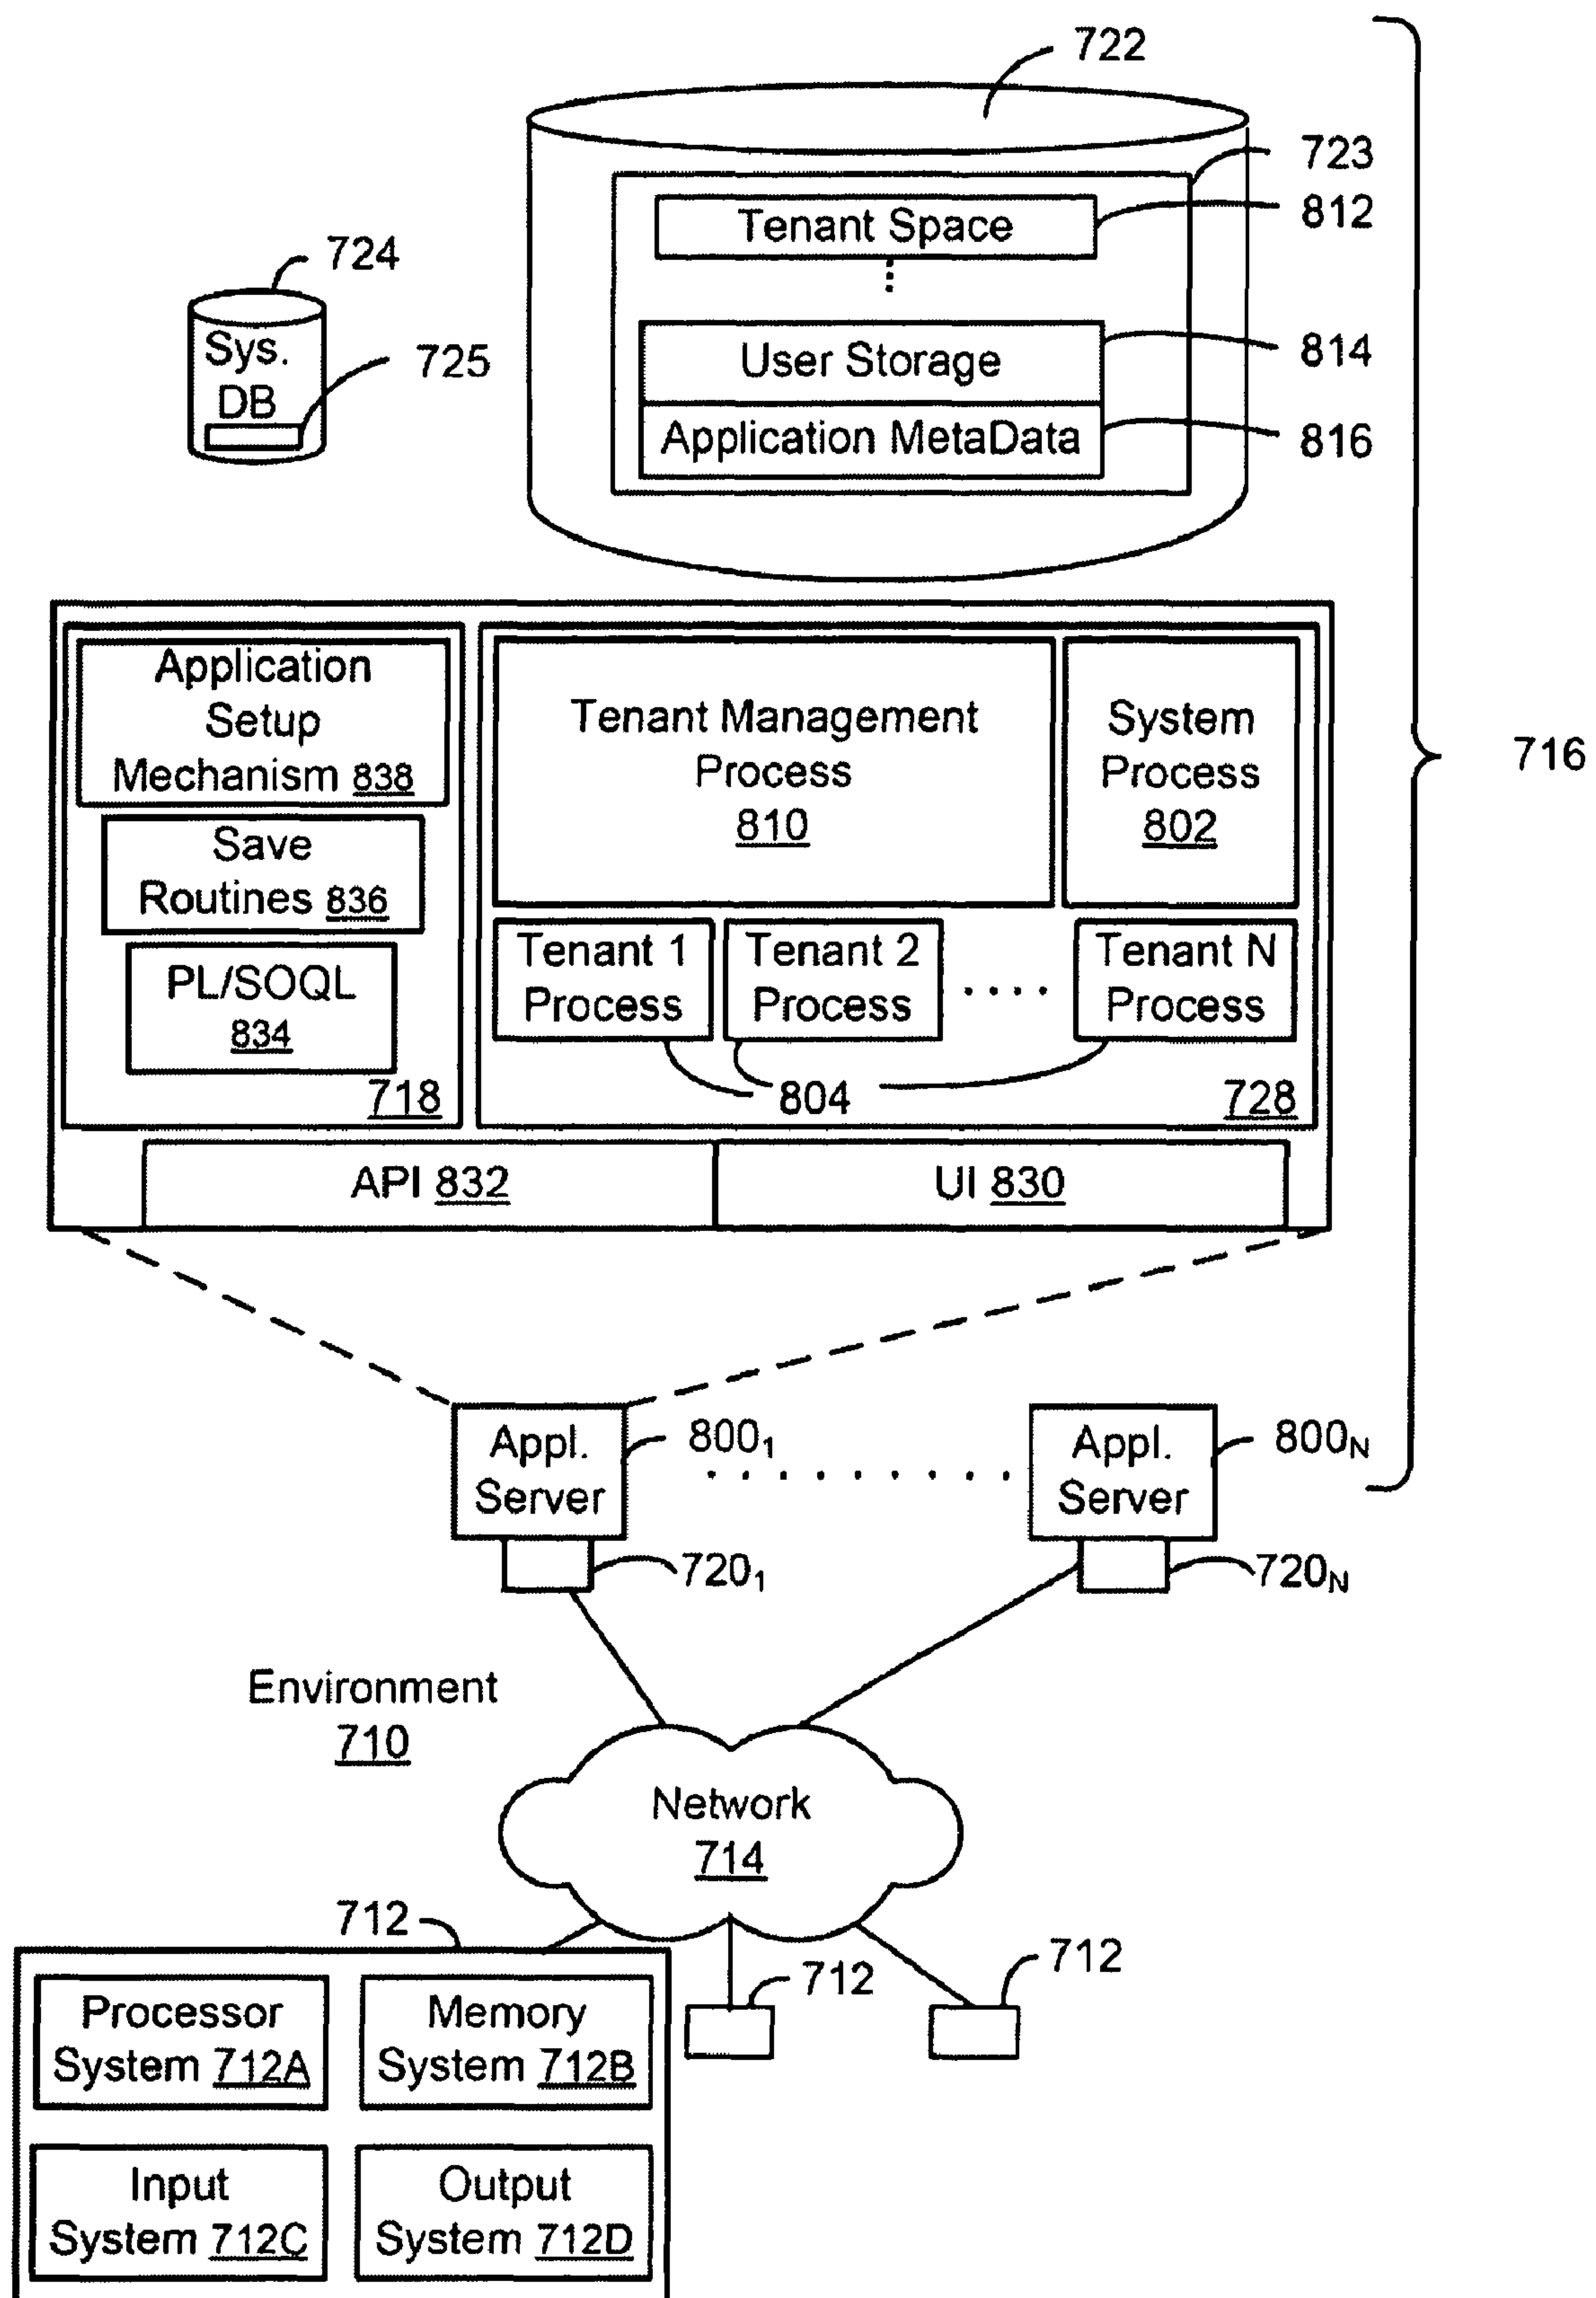 722
723
Tenant Space
812
724
Sys.
DB
725
User Storage
814
Application MetaData
816
716
Application
Setup
Mechanism 838
Tenant Management
Process
810
System
Process
802
Save
Routines 836
PL/SOQL
834
Tenant 1
Process
Tenant 2
Process
Tenant N
Process
718
804
728
API 832
UI 830
Appl.
Server
800₁
Appl.
Server
800N
720₁
720N
Environment
710
Network
714
712
712
712
Processor
System 712A
Memory
System 712B
Input
System 712C
Output
System 712D